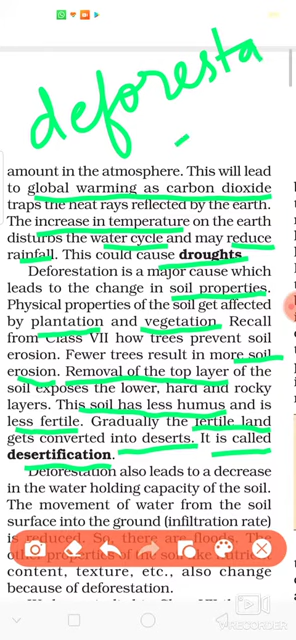 deforesta
amount in the atmosphere. This will lead
to global warming as carbon dioxide
traps the heat rays reflected by the earth.
The increase in temperature on the earth
disturbs the water cycle and may reduce
rainfall. This could cause droughts.
Deforestation is a major cause which
leads to the change in soil properties.
Physical properties of the soil get affected
by plantation and vegetation. Recall
from Class VII how trees prevent soil
erosion. Fewer trees result in more soil
erosion. Removal of the top layer of the
soil exposes the lower, hard and rocky
layers. This soil has less humus and is
less fertile. Gradually the fertile land
gets converted into deserts. It is called
desertification.
Deforestation also leads to a decrease
in the water holding capacity of the soil.
The movement of water from the soil
surface into the ground (infiltration rate)
is reduced. So, there are floods. The
other properties of the soil like
content, texture, etc., also change
because of deforestation.